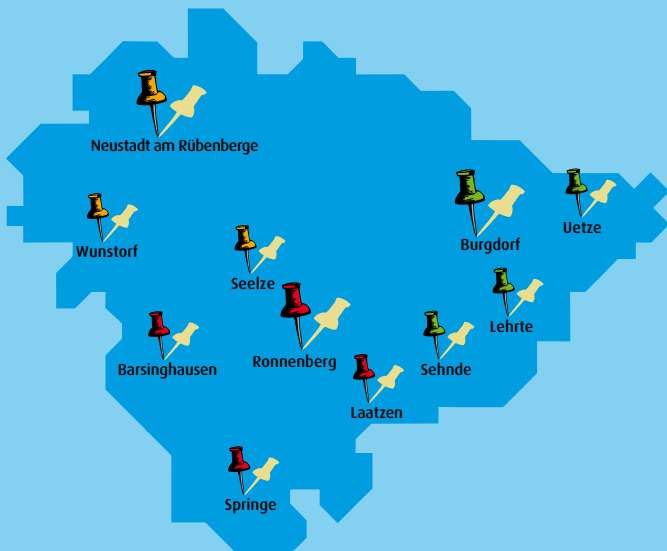 Neustadt am Rübenberge
Uetze
Burgdorf
Wunstorf
Seelze
Lehrte
Ronnenberg
Barsinghausen
Sehnde
Laatzen
Springe